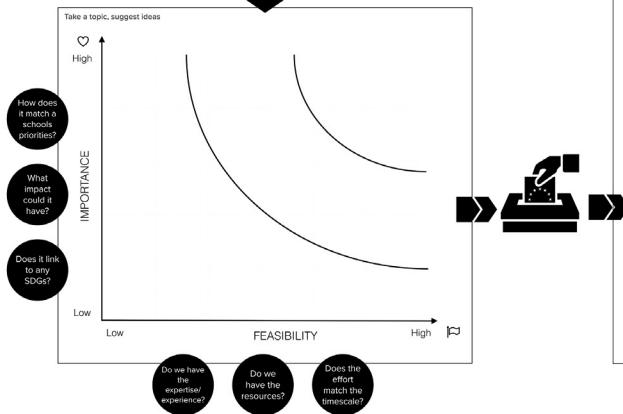 Take a topic, suggest ideas
High
How does
it match a
schools
priorities?
What
impact
could it
have?
Does it link
to any
SDGs?
IMPORTANCE
Low
Low
FEASIBILITY
High
Do we have
the
expertise/
experience?
Do we
have the
resources?
Does the
effort
match the
timescale?